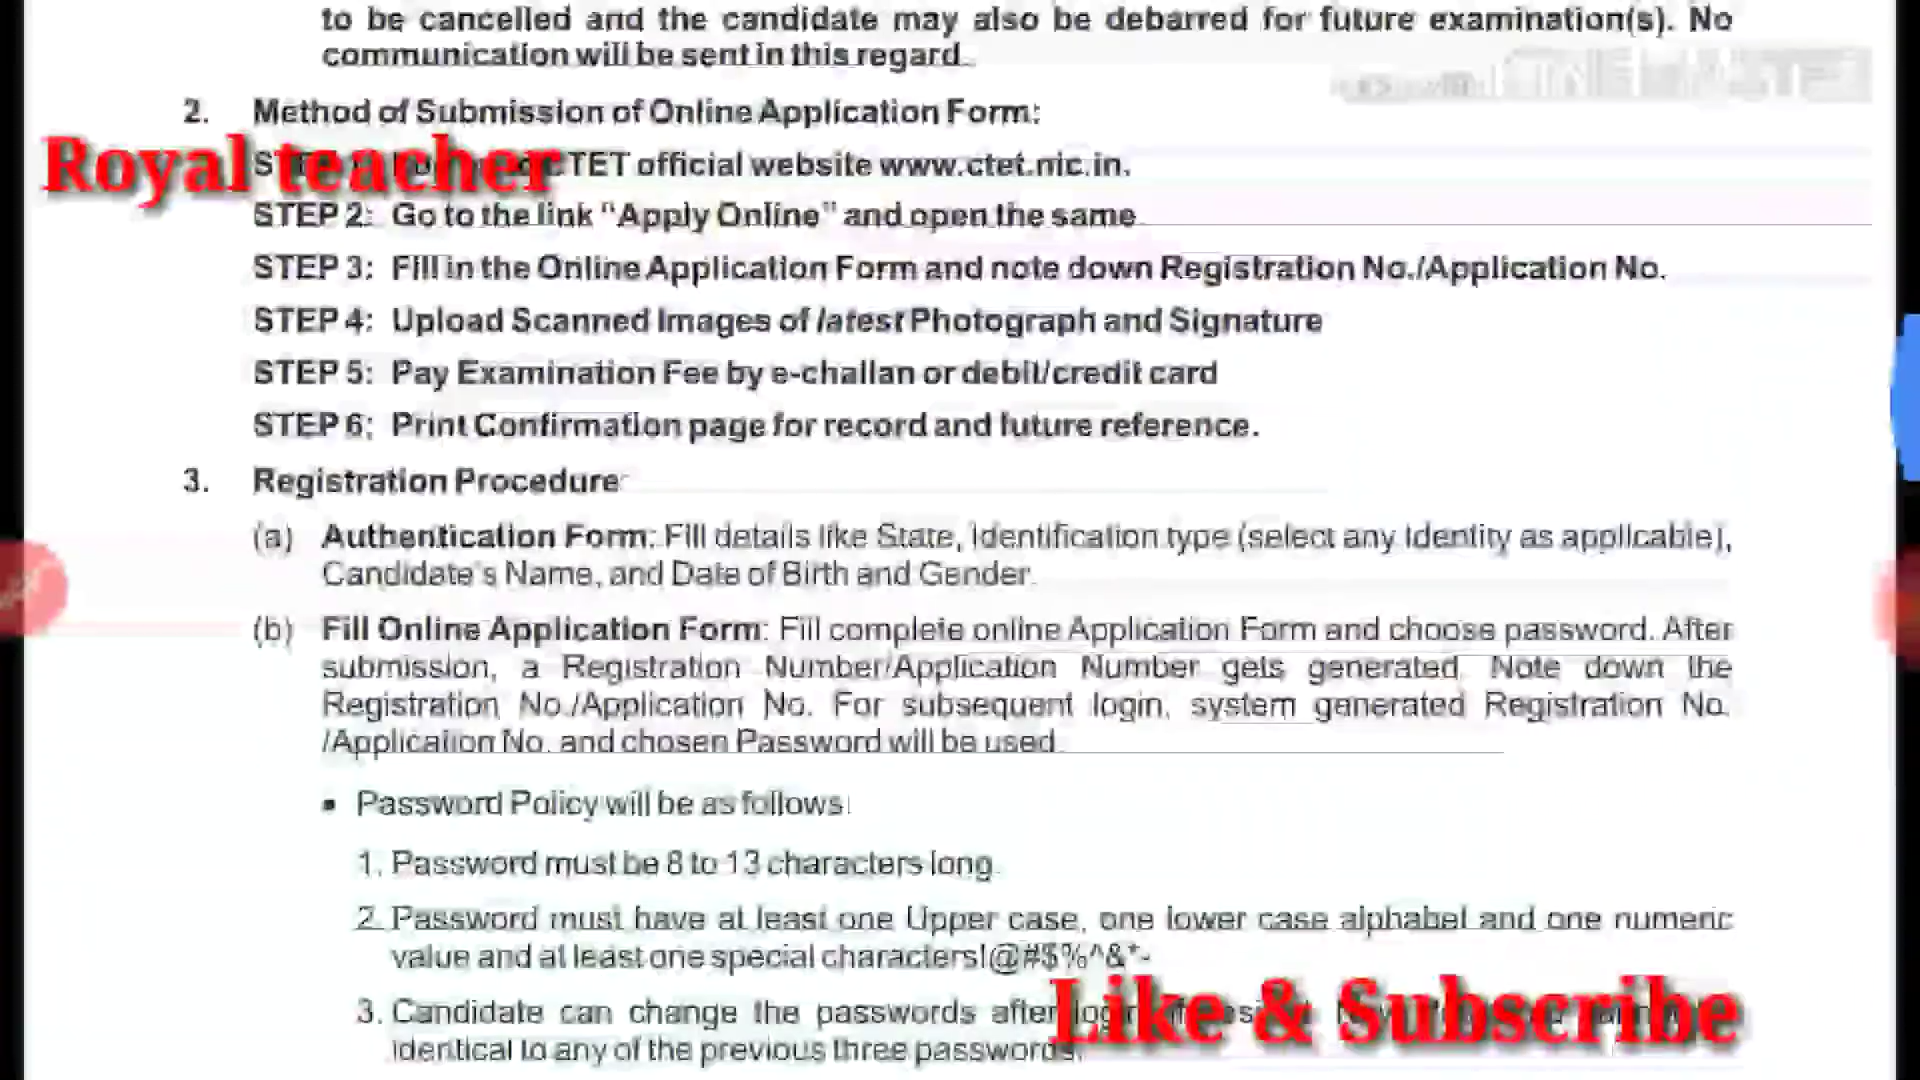 to be cancelled and the candidate may also be debarred for future examination(s). No
communication will be sent in this regard.
2. Method of Submission of Online Application Form:
Royal teacher
CTET official website www.ctet.nic.in.
STEP 2: Go to the link “Apply Online” and open the same
STEP 3: Fill in the Online Application Form and note down Registration No./Application No.
STEP 4: Upload Scanned Images of latest Photograph and Signature
STEP 5: Pay Examination Fee by e-challan or debit/credit card
STEP 6: Print Confirmation page for record and future reference.
3. Registration Procedure:
(a) Authentication Form: Fill details like State, Identification type (select any Identity as applicable),
Candidate's Name, and Date of Birth and Gender.
(b) Fill Online Application Form: Fill complete online Application Form and choose password. After
submission, a Registration Number/Application Number gets generated. Note down the
Registration No./Application No. For subsequent login, system generated Registration No.
/Application No. and chosen Password will be used.
• Password Policy will be as follows:
1. Password must be 8 to 13 characters long.
2. Password must have at least one Upper case, one lower case alphabet and one numeric
value and at least one special characters!@#$%^&*-
3. Candidate can change the passwords after
Like & Subscribe
identical to any of the previous three passwords.